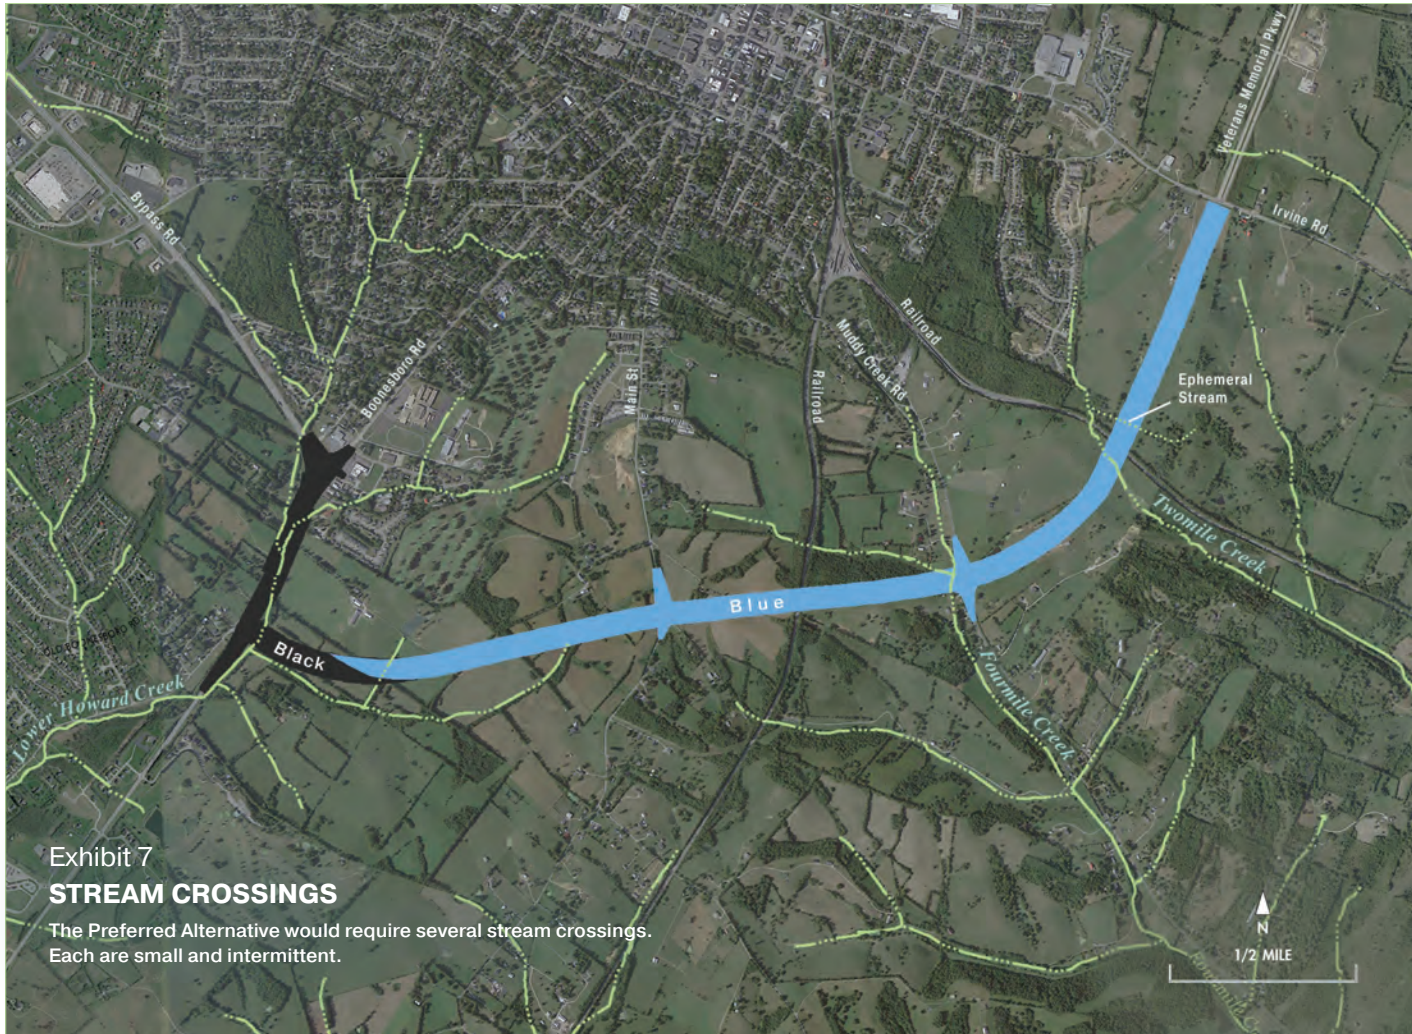 Veterans Memorial Pkwy
Irvine Rd
Bypass Rd
Boonesboro Rd
Main St
Railroad
Muddy Creek Rd
Railroad
Ephemeral
Stream
Twomile Creek
Blue
Black
Lower Howard Creek
Fourmile Creek
Exhibit 7
STREAM CROSSINGS
The Preferred Alternative would require several stream crossings.
Each are small and intermittent.
N
1/2 MILE